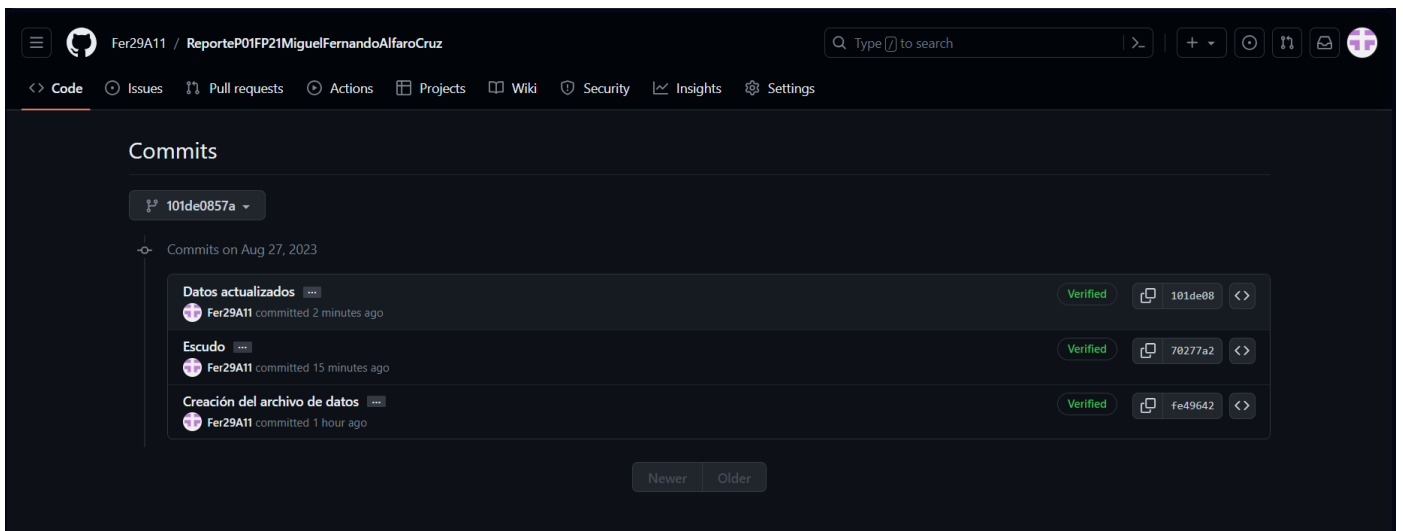 Fer29A11 / ReporteP01FP21MiguelFernandoAlfaroCruz
Type / to search
Code Issues Pull requests Actions Projects Wiki Security Insights Settings
Commits
101de0857a
Commits on Aug 27, 2023
Datos actualizados ...
Verified 101de08
Fer29A11 committed 2 minutes ago
Escudo ...
Verified 70277a2
Fer29A11 committed 15 minutes ago
Creación del archivo de datos ...
Verified fe49642
Fer29A11 committed 1 hour ago
Newer Older